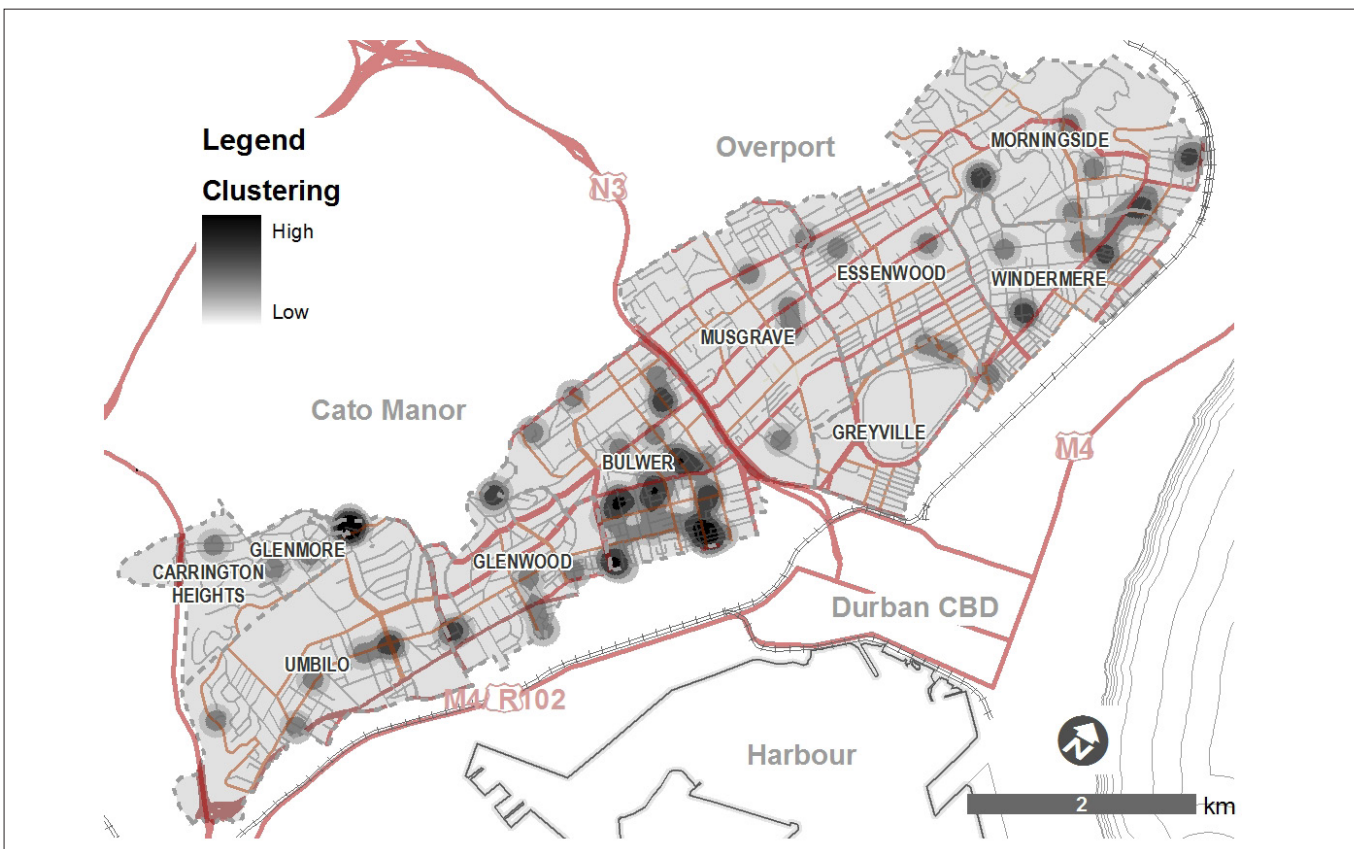 Legend
Clustering
High
Low
N3
Overport
MORNINGSIDE
ESSENWOOD
WINDERMERE
MUSGRAVE
Cato Manor
GREYVILLE
M4
BULWER
GLENMORE
CARRINGTON
HEIGHTS
GLENWOOD
Durban CBD
UMBILO
M4/ R102
Harbour
N
2
km